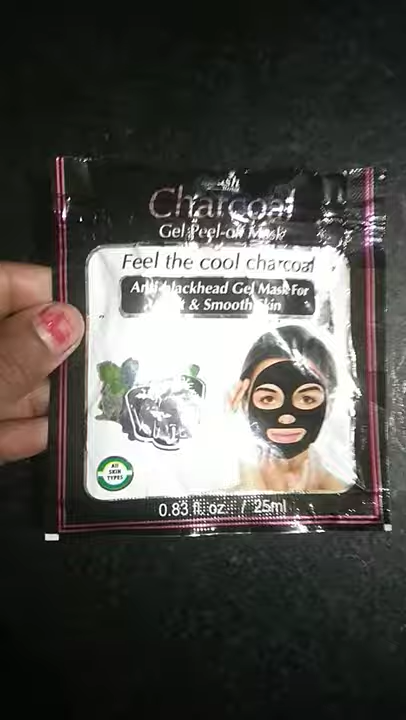 Charcoal
Gel Peel-off Mask
Feel the cool charcoal
Anti-blackhead Gel Mask For
& Smooth Skin
All
SKIN
TYPES
0.83 fl. oz / 25ml